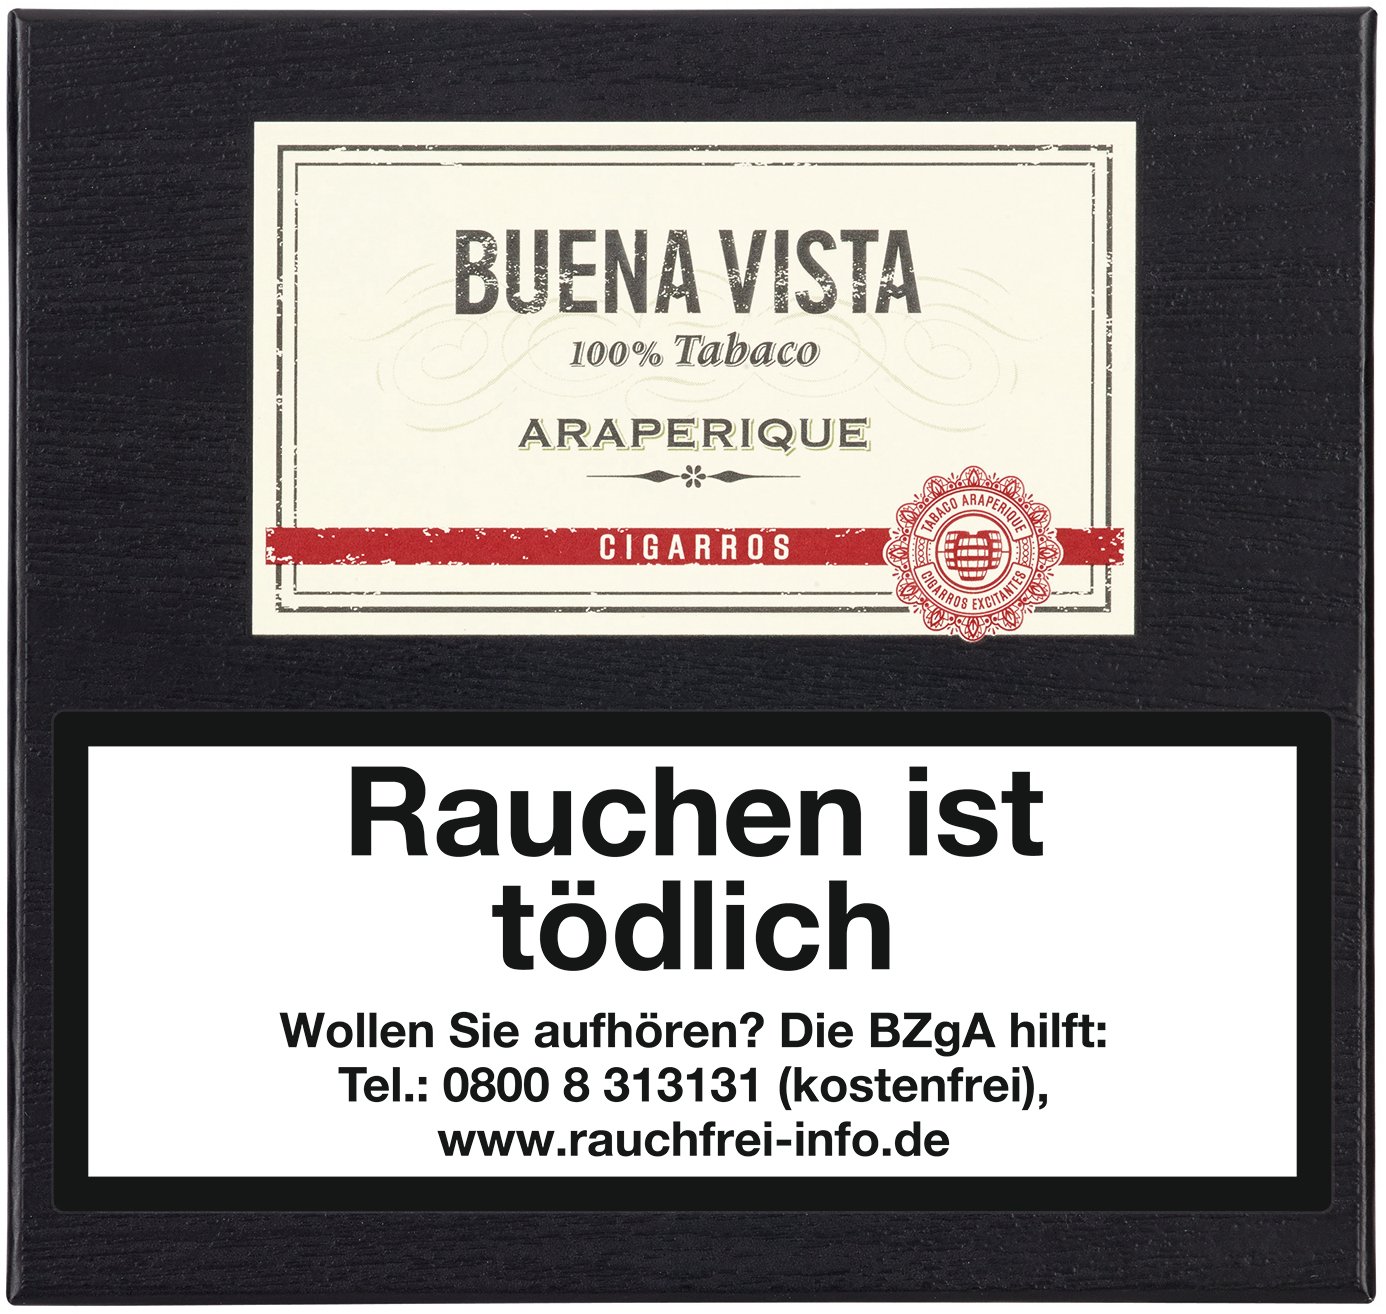 BUENA VISTA
100% Tabaco
ARAPERIQUE
CIGARROS
TABACO ARAPERIQUE
CIGARROS EXCITANTES
Rauchen ist
tödlich
Wollen Sie aufhören? Die BZgA hilft:
Tel.: 0800 8 313131 (kostenfrei),
www.rauchfrei-info.de